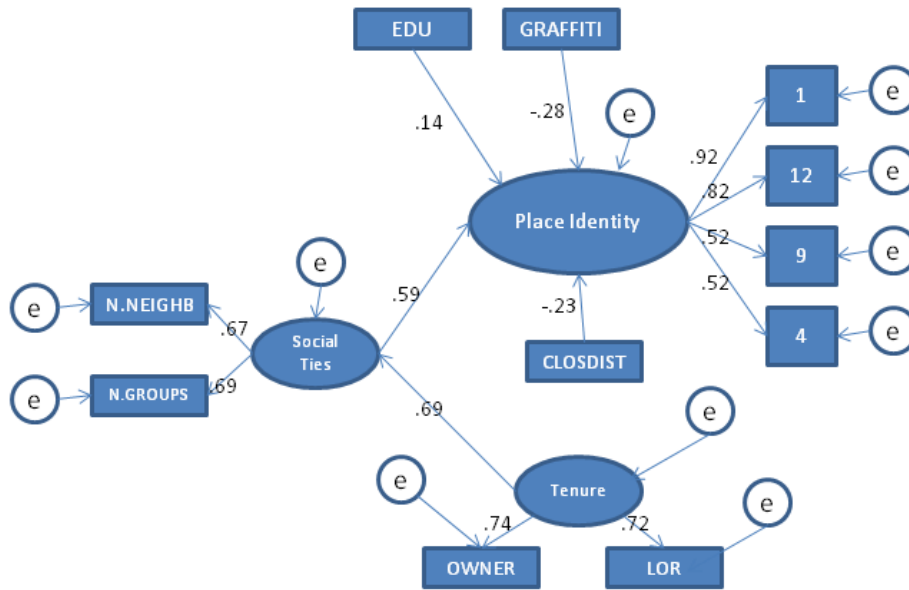 EDU
GRAFFITI
.14
-.28
e
1
e
.92
12
e
.82
Place Identity
.52
9
e
.52
4
e
e
.59
-.23
e
N.NEIGHB
.67
Social
Ties
CLOSDIST
e
N.GROUPS
.69
.69
e
e
Tenure
e
.74
.72
OWNER
LOR